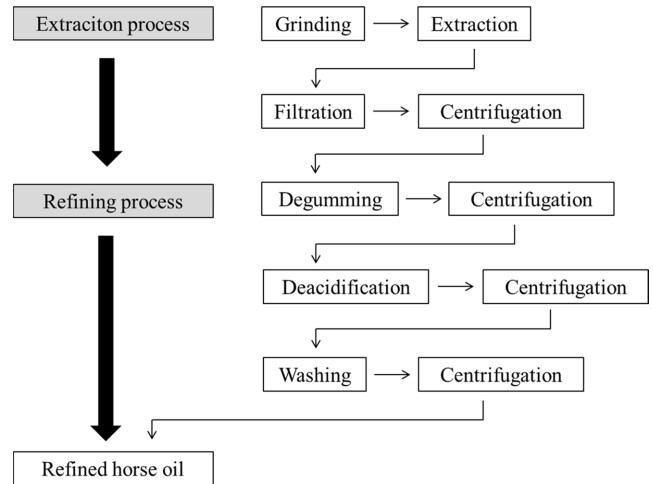 Extraciton process
Grinding
Extraction
Filtration
Centrifugation
Refining process
Degumming
Centrifugation
Deacidification
Centrifugation
Washing
Centrifugation
Refined horse oil